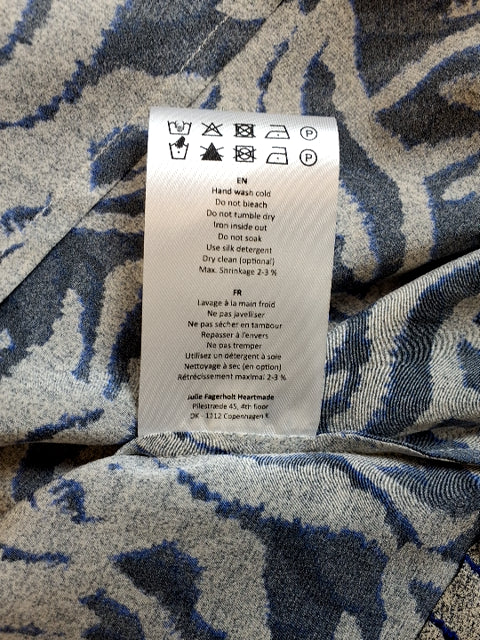 P
P
EN
Hand wash cold
Do not bleach
Do not tumble dry
Iron inside out
Do not soak
Use silk detergent
Dry clean (optional)
Max. Shrinkage 2-3 %
FR
Lavage à la main froid
Ne pas javelliser
Ne pas sécher en tambour
Repasser à l'envers
Ne pas tremper
Utilisez un détergent à soie
Nettoyage à sec (en option)
Rétrécissement maxima: 2-3 %
Julie Fagerholt Heartmade
Pilestræde 45, 4th floor
DK - 1112 Copenhagen K